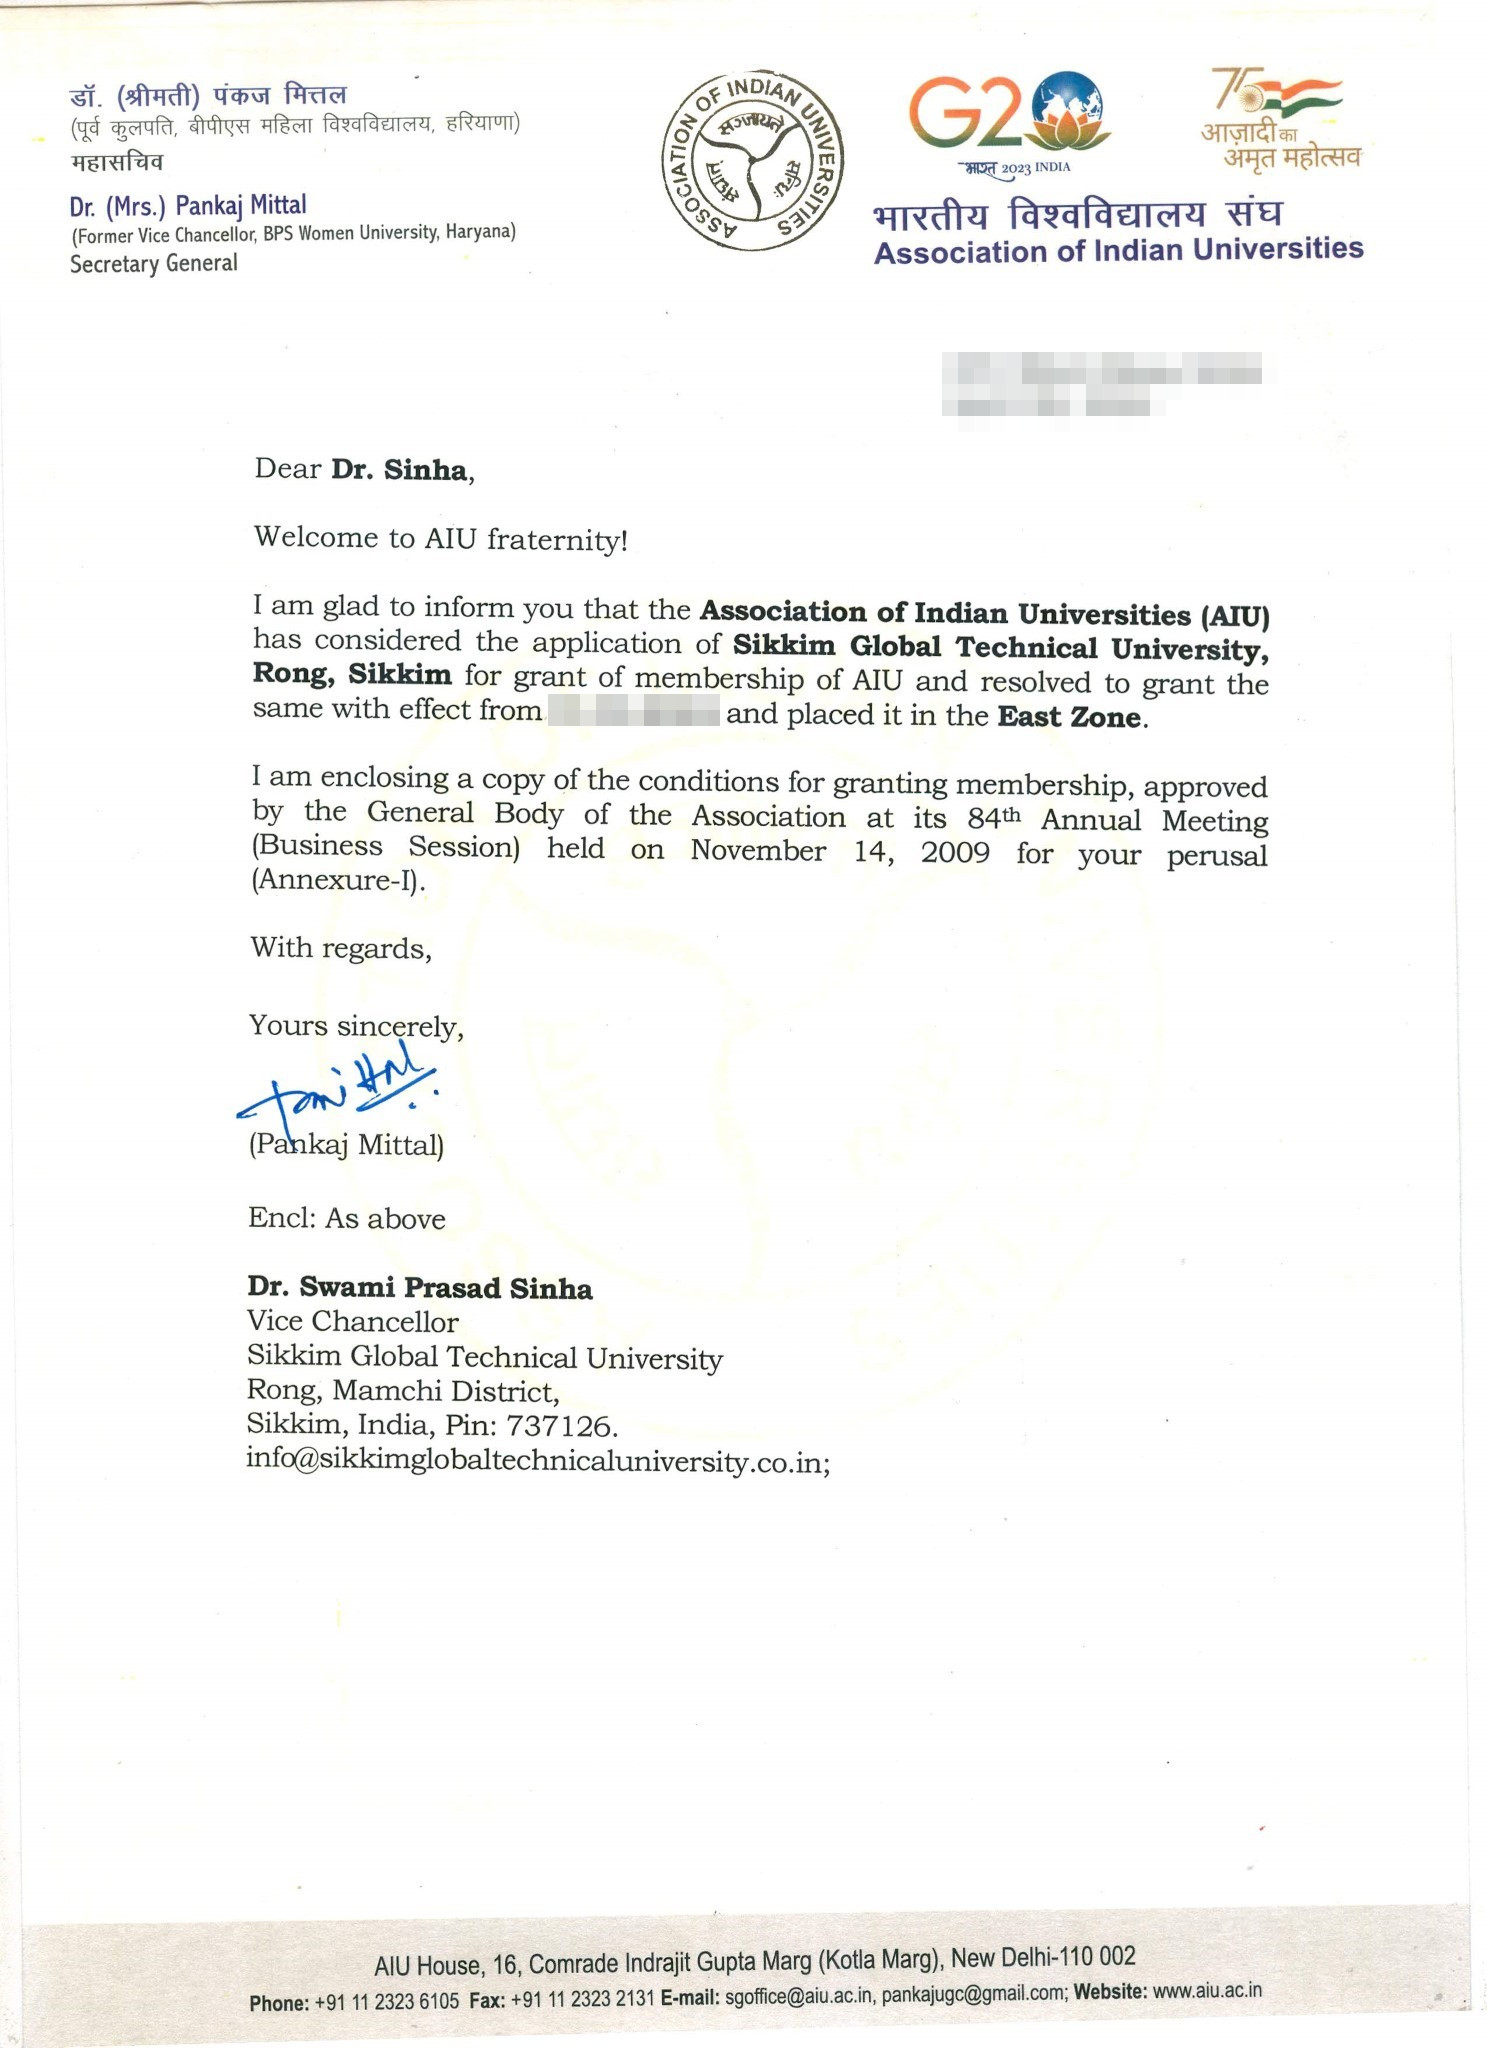 डॉ. (श्रीमती) पंकज मित्तल
(पूर्व कुलपति, बीपीएस महिला विश्वविद्यालय, हरियाणा)
महासचिव
Dr. (Mrs.) Pankaj Mittal
(Former Vice Chancellor, BPS Women University, Haryana)
Secretary General
ASSOCIATION OF INDIAN UNIVERSITIES
G20
भारत 2023 INDIA
75
आज़ादी का
अमृत महोत्सव
भारतीय विश्वविद्यालय संघ
Association of Indian Universities
Dear Dr. Sinha,
Welcome to AIU fraternity!
I am glad to inform you that the Association of Indian Universities (AIU)
has considered the application of Sikkim Global Technical University,
Rong, Sikkim for grant of membership of AIU and resolved to grant the
same with effect from and placed it in the East Zone.
I am enclosing a copy of the conditions for granting membership, approved
by the General Body of the Association at its 84th Annual Meeting
(Business Session) held on November 14, 2009 for your perusal
(Annexure-I).
With regards,
Yours sincerely,
(Pankaj Mittal)
Encl: As above
Dr. Swami Prasad Sinha
Vice Chancellor
Sikkim Global Technical University
Rong, Mamchi District,
Sikkim, India, Pin: 737126.
info@sikkimglobaltechnicaluniversity.co.in;
AIU House, 16, Comrade Indrajit Gupta Marg (Kotla Marg), New Delhi-110 002
Phone: +91 11 2323 6105 Fax: +91 11 2323 2131 E-mail: sgoffice@aiu.ac.in, pankajugc@gmail.com; Website: www.aiu.ac.in